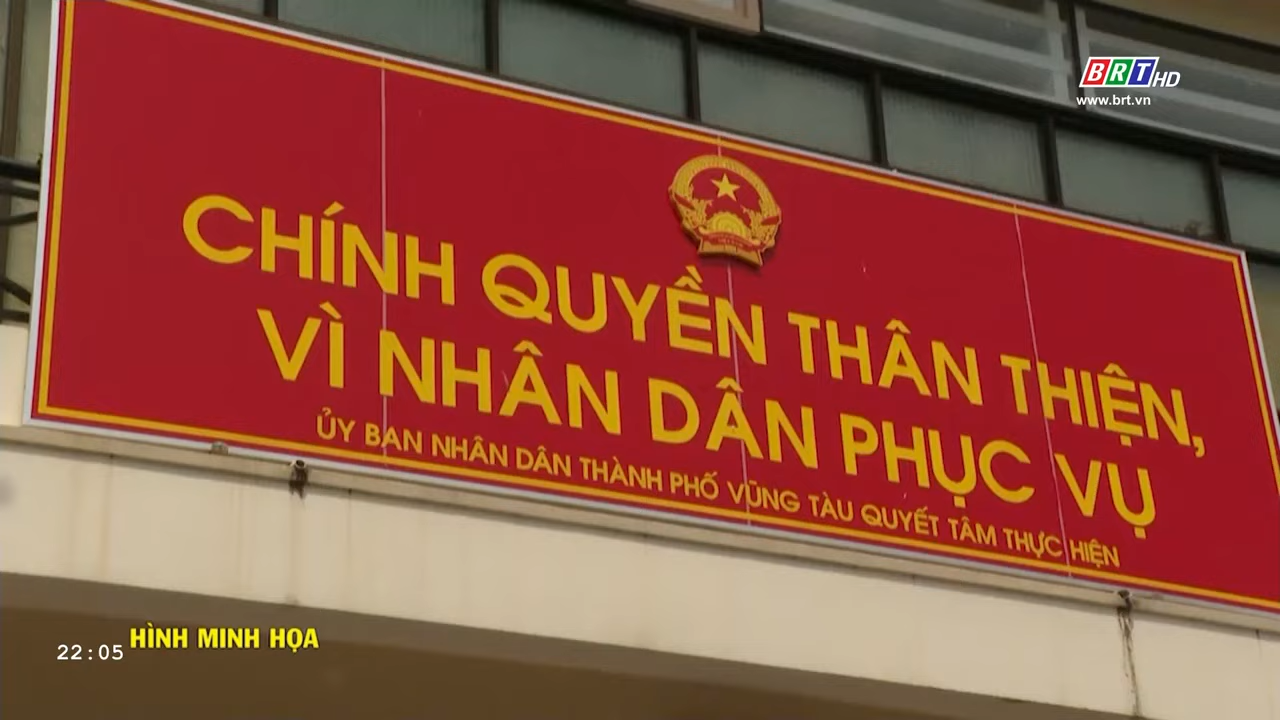 BRT HD
www.brt.vn
CHÍNH QUYỀN THÂN THIỆN,
VÌ NHÂN DÂN PHỤC VỤ
ỦY BAN NHÂN DÂN THÀNH PHỐ VŨNG TÀU QUYẾT TÂM THỰC HIỆN
HÌNH MINH HỌA
22:05